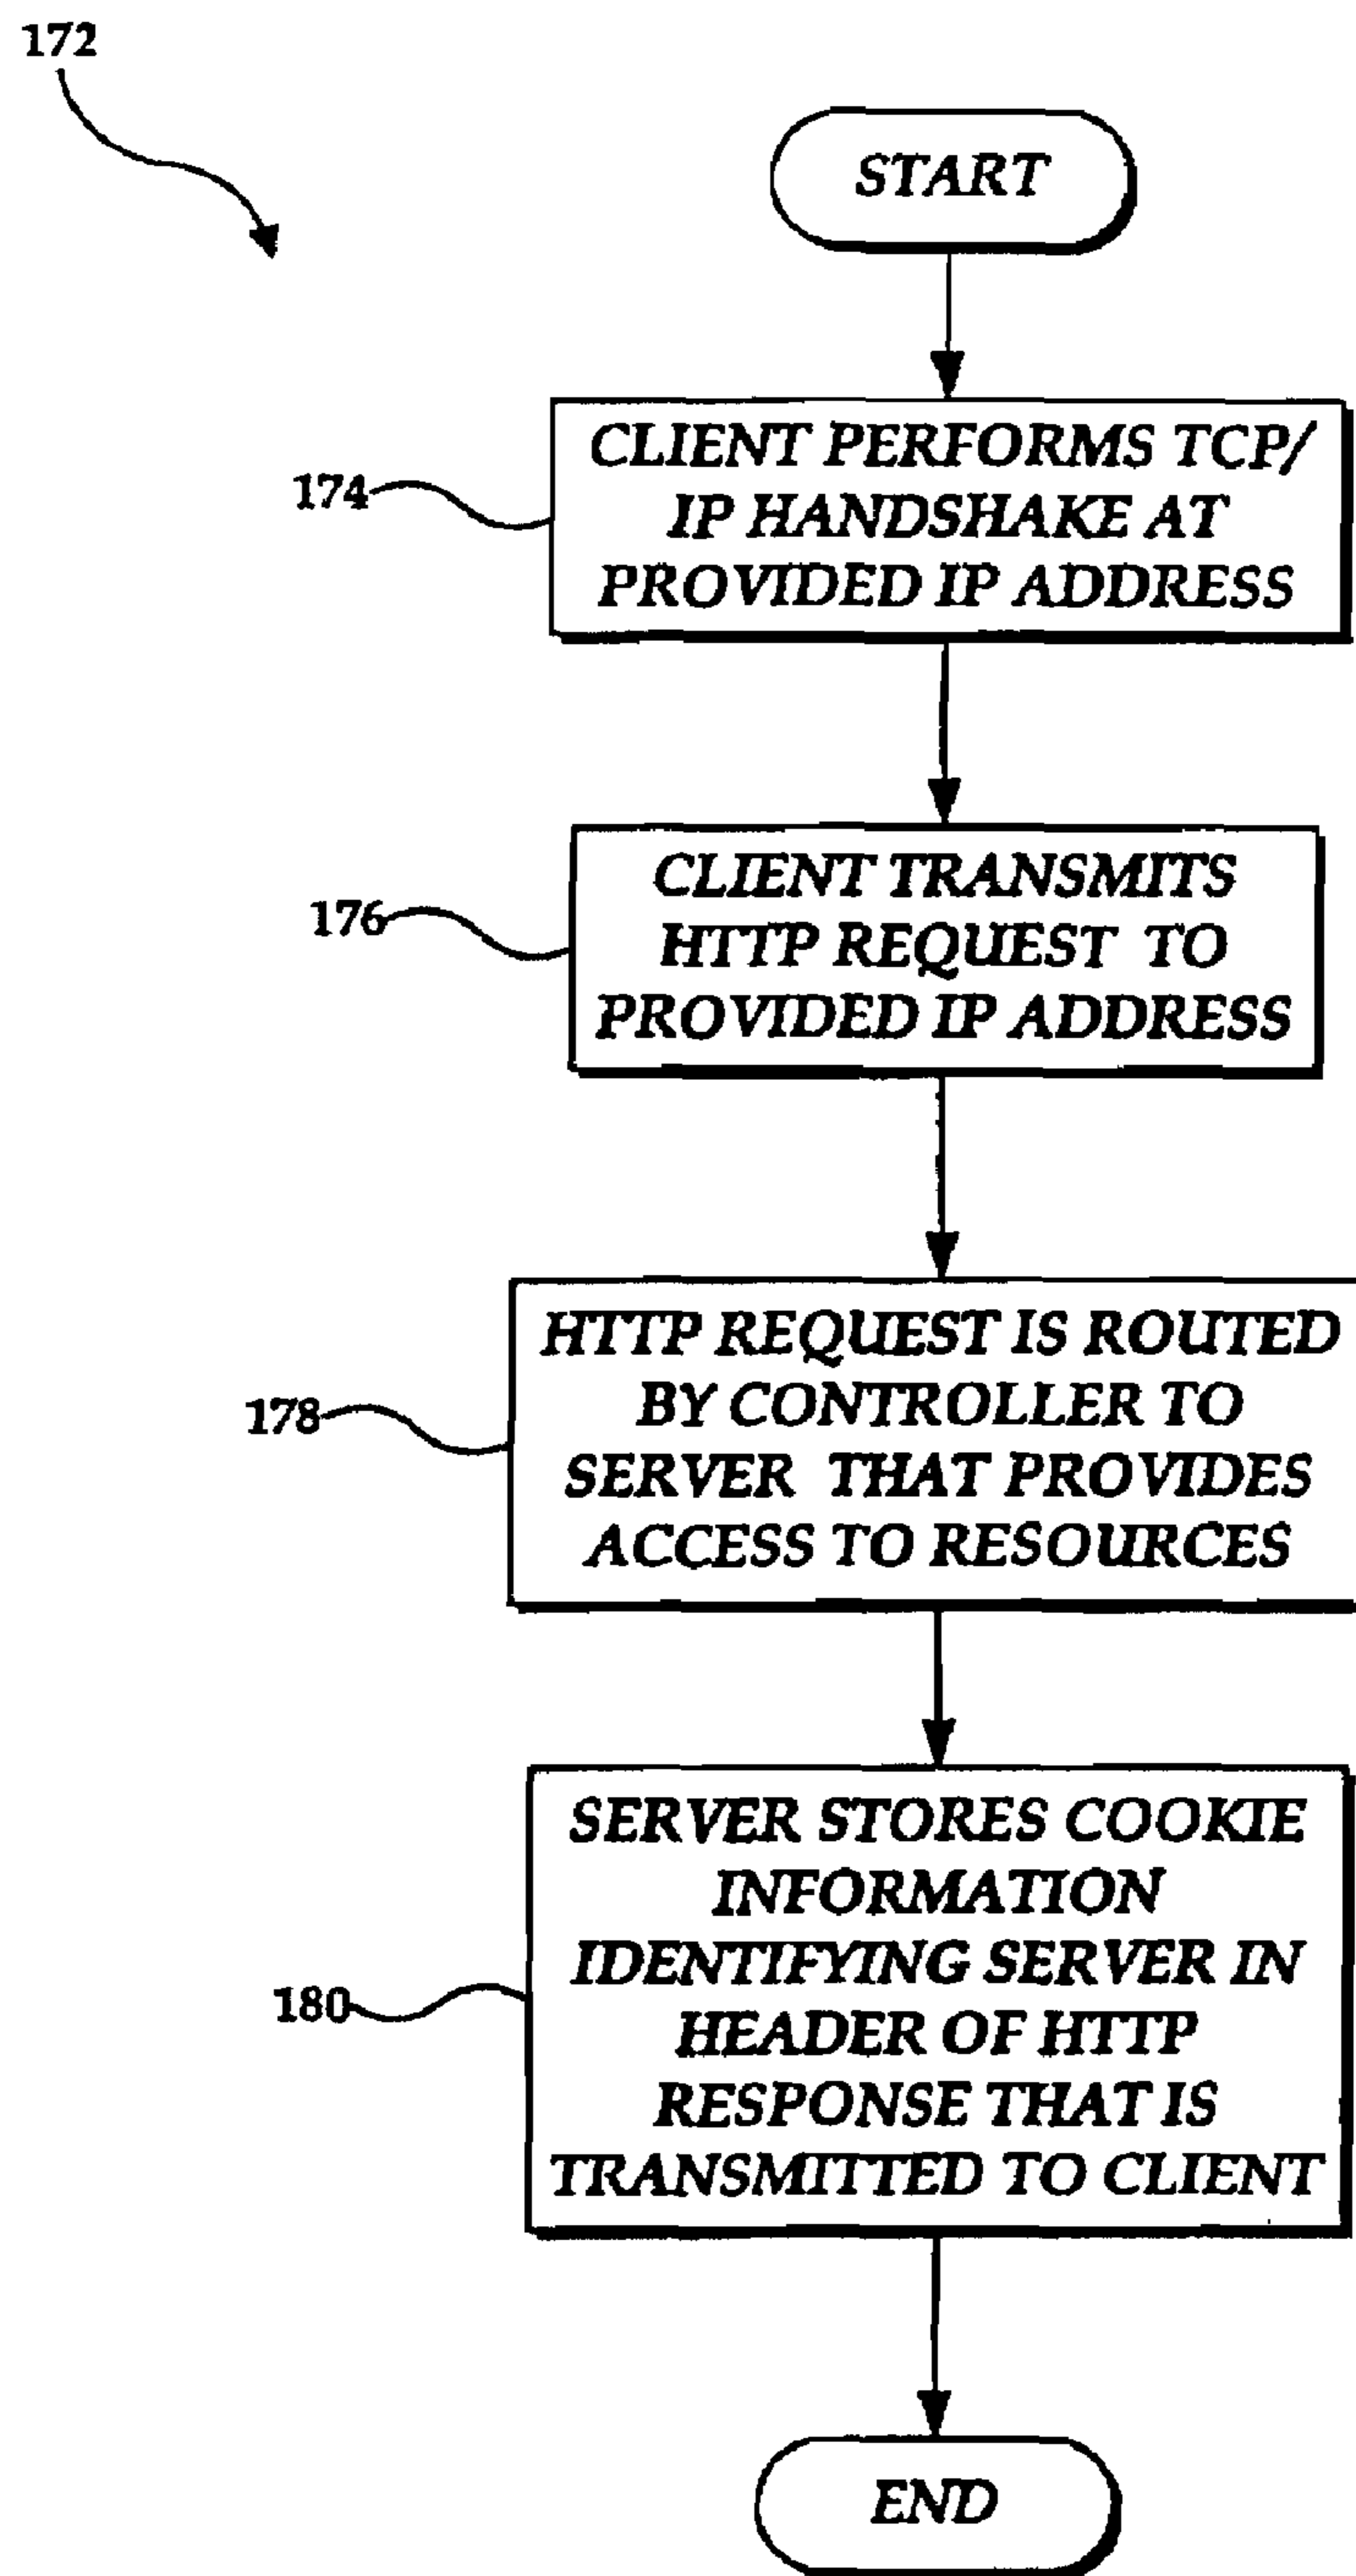 172
START
174
CLIENT PERFORMS TCP/
IP HANDSHAKE AT
PROVIDED IP ADDRESS
176
CLIENT TRANSMITS
HTTP REQUEST TO
PROVIDED IP ADDRESS
178
HTTP REQUEST IS ROUTED
BY CONTROLLER TO
SERVER THAT PROVIDES
ACCESS TO RESOURCES
180
SERVER STORES COOKIE
INFORMATION
IDENTIFYING SERVER IN
HEADER OF HTTP
RESPONSE THAT IS
TRANSMITTED TO CLIENT
END